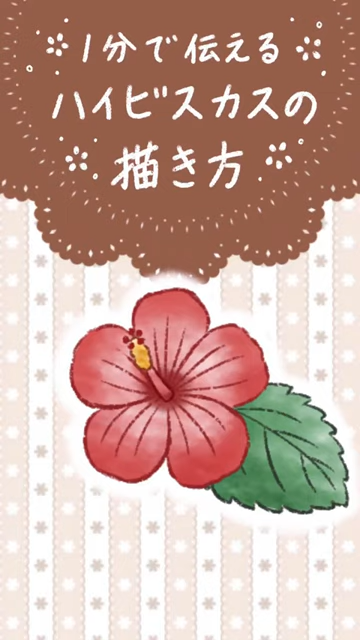 1分で伝える
ハイビスカスの
描き方